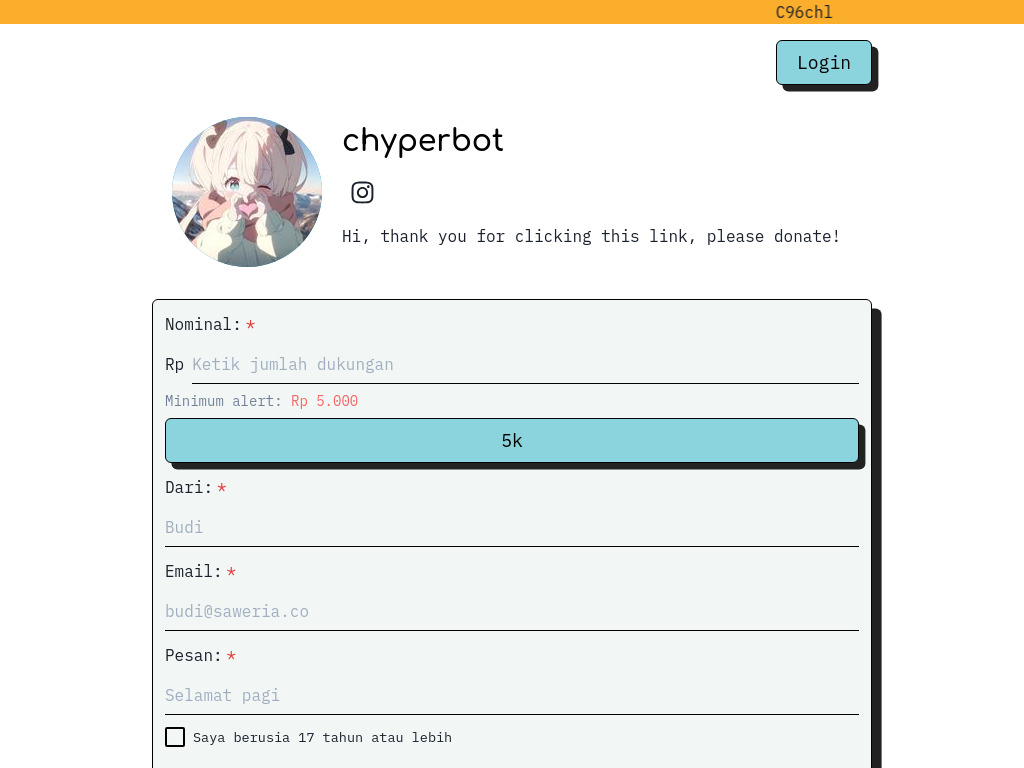 C96chl
Login
chyperbot
Hi, thank you for clicking this link, please donate!
Nominal: *
Rp Ketik jumlah dukungan
Minimum alert: Rp 5.000
5k
Dari: *
Budi
Email: *
budi@saweria.co
Pesan: *
Selamat pagi
Saya berusia 17 tahun atau lebih